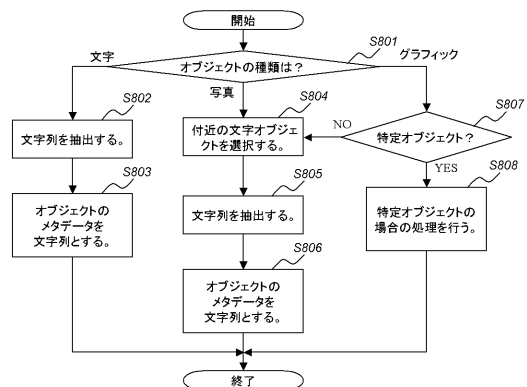 開始
S801
オブジェクトの種類は?
文字
写真
グラフィック
S802
文字列を抽出する。
S803
オブジェクトの
メタデータを
文字列とする。
S804
付近の文字オブジェ
クトを選択する。
S805
文字列を抽出する。
S806
オブジェクトの
メタデータを
文字列とする。
S807
特定オブジェクト?
NO
YES
S808
特定オブジェクトの
場合の処理を行う。
終了